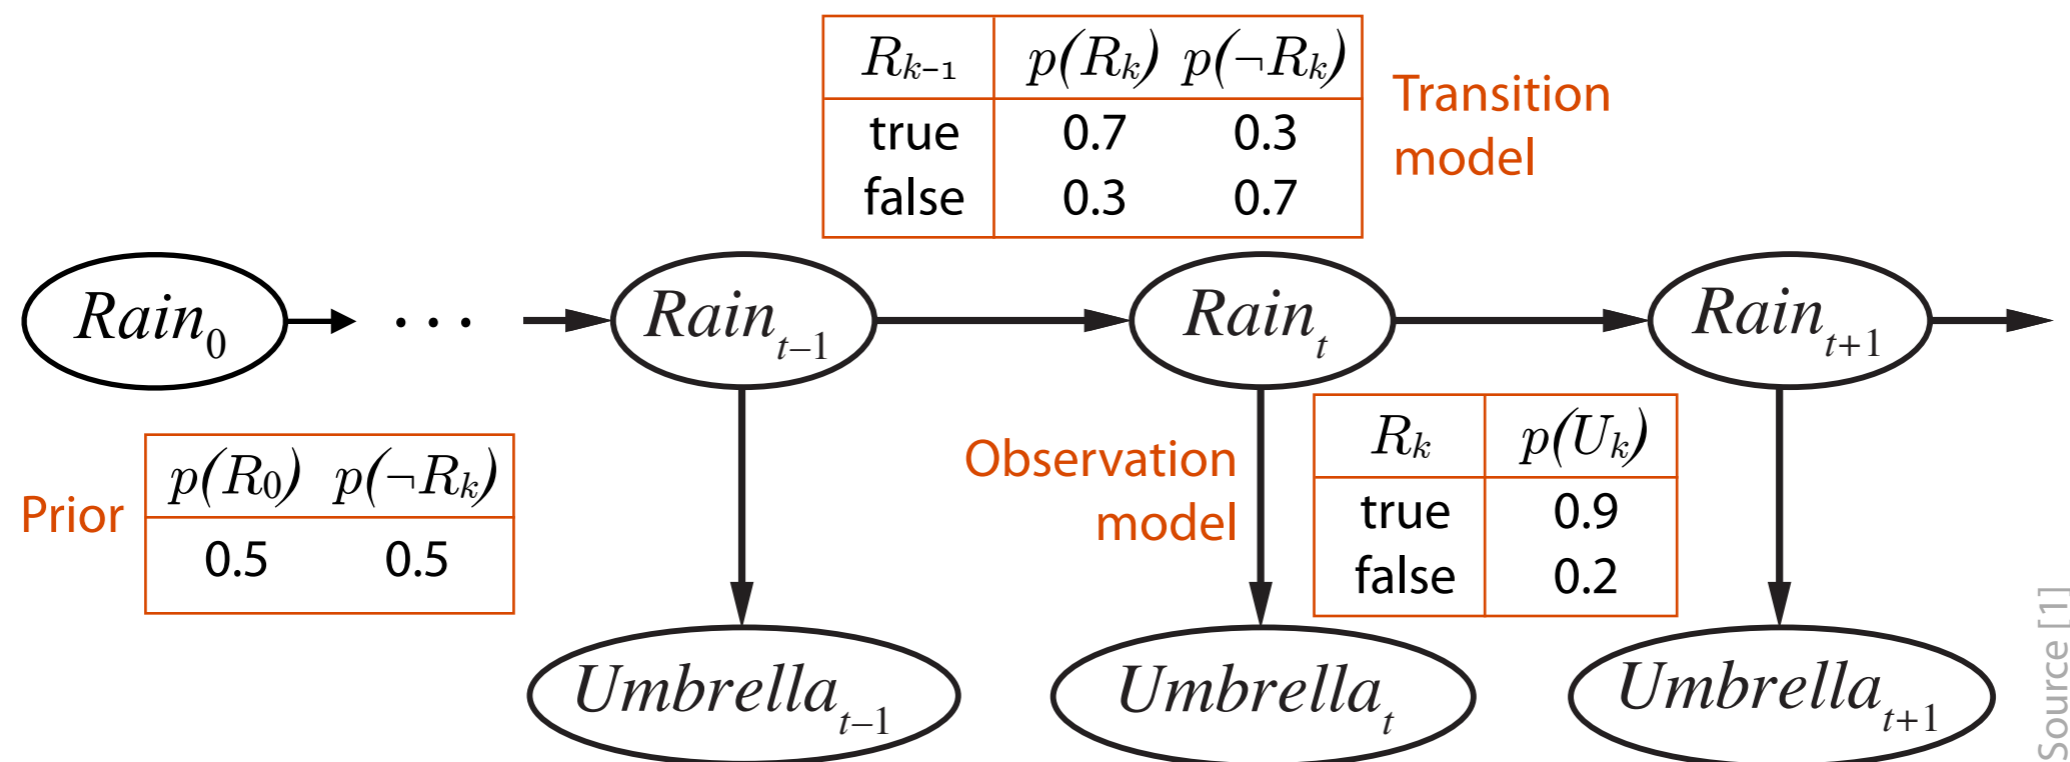 R_{k-1} p(R_k) p(¬R_k)
true 0.7 0.3
false 0.3 0.7
Transition
model
Rain_0 ··· Rain_{t-1} Rain_t Rain_{t+1}
Prior
p(R_0) p(¬R_k)
0.5 0.5
Observation
model
R_k p(U_k)
true 0.9
false 0.2
Umbrella_{t-1} Umbrella_t Umbrella_{t+1}
Source [1]